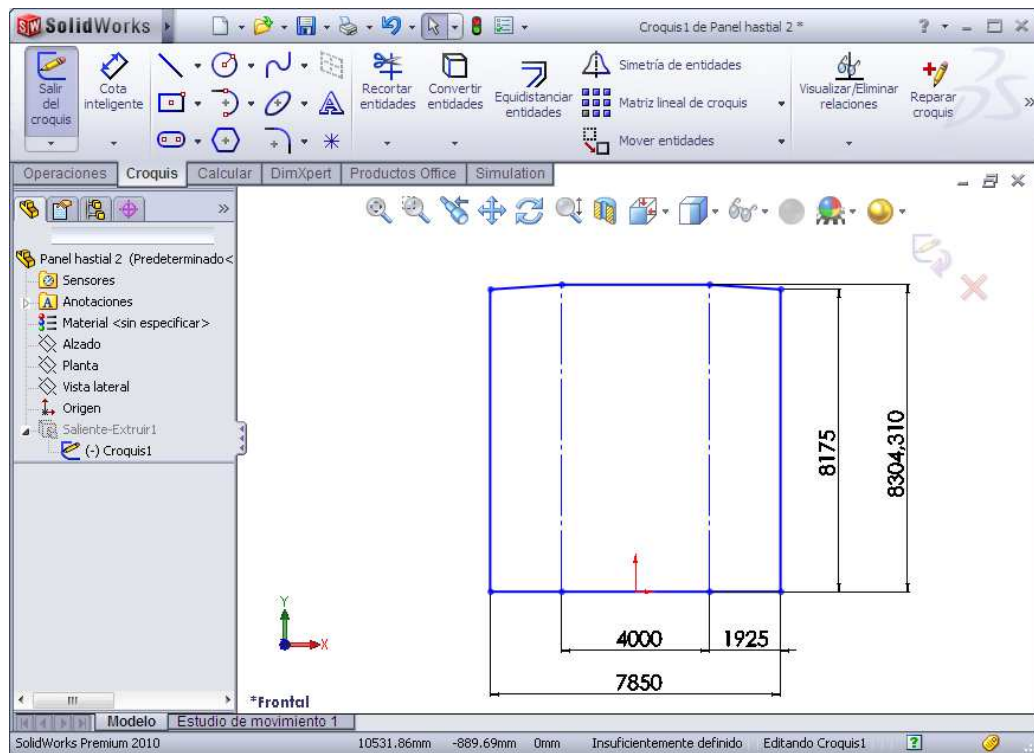 SolidWorks
Croquis1 de Panel hastial 2 *
Salir del croquis
Cota inteligente
Recortar entidades
Convertir entidades
Equidistanciar entidades
Simetría de entidades
Matriz lineal de croquis
Mover entidades
Visualizar/Eliminar relaciones
Reparar croquis
Operaciones Croquis Calcular DimXpert Productos Office Simulation
Panel hastial 2 (Predeterminado<
Sensores
Anotaciones
Material <sin especificar>
Alzado
Planta
Vista lateral
Origen
Saliente-Extruir1
(-) Croquis1
8175
8304,310
4000
1925
7850
Y
X
*Frontal
Modelo Estudio de movimiento 1
SolidWorks Premium 2010 10531.86mm -889.69mm 0mm Insuficientemente definido Editando Croquis1